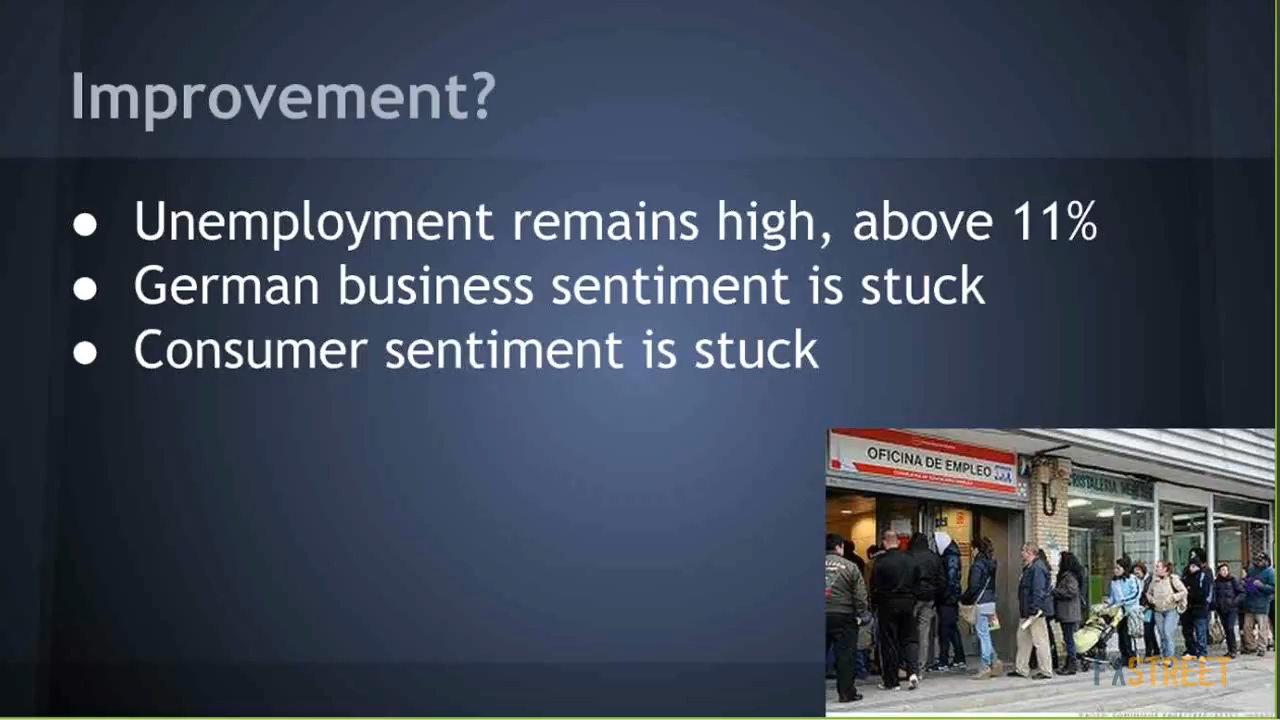 Improvement?
● Unemployment remains high, above 11%
● German business sentiment is stuck
● Consumer sentiment is stuck
OFICINA DE EMPLEO
FXSTREET